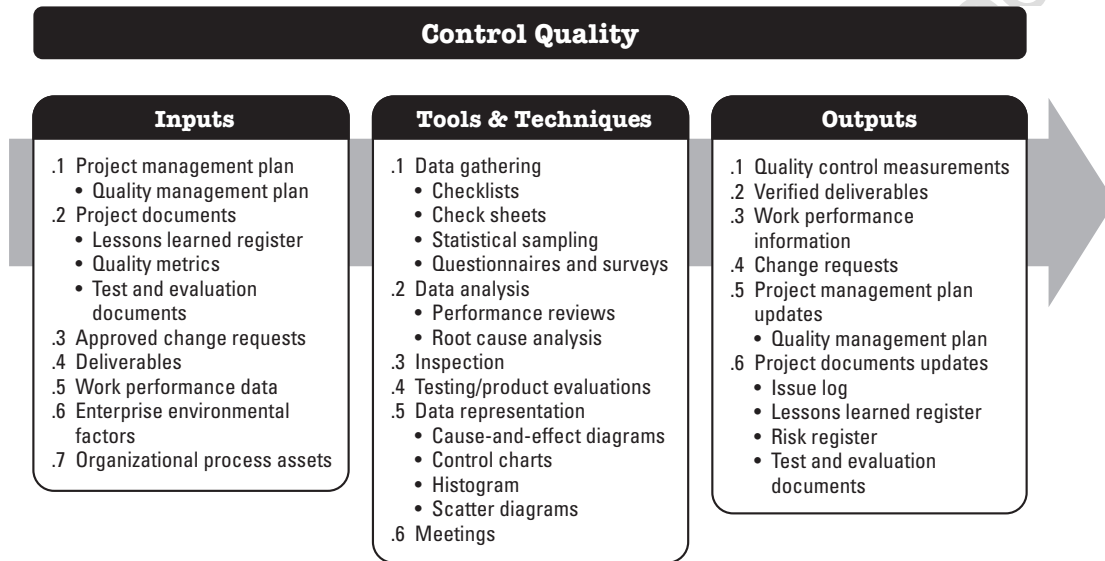 Control Quality
Inputs
.1 Project management plan
• Quality management plan
.2 Project documents
• Lessons learned register
• Quality metrics
• Test and evaluation
documents
.3 Approved change requests
.4 Deliverables
.5 Work performance data
.6 Enterprise environmental
factors
.7 Organizational process assets
Tools & Techniques
.1 Data gathering
• Checklists
• Check sheets
• Statistical sampling
• Questionnaires and surveys
.2 Data analysis
• Performance reviews
• Root cause analysis
.3 Inspection
.4 Testing/product evaluations
.5 Data representation
• Cause-and-effect diagrams
• Control charts
• Histogram
• Scatter diagrams
.6 Meetings
Outputs
.1 Quality control measurements
.2 Verified deliverables
.3 Work performance
information
.4 Change requests
.5 Project management plan
updates
• Quality management plan
.6 Project documents updates
• Issue log
• Lessons learned register
• Risk register
• Test and evaluation
documents